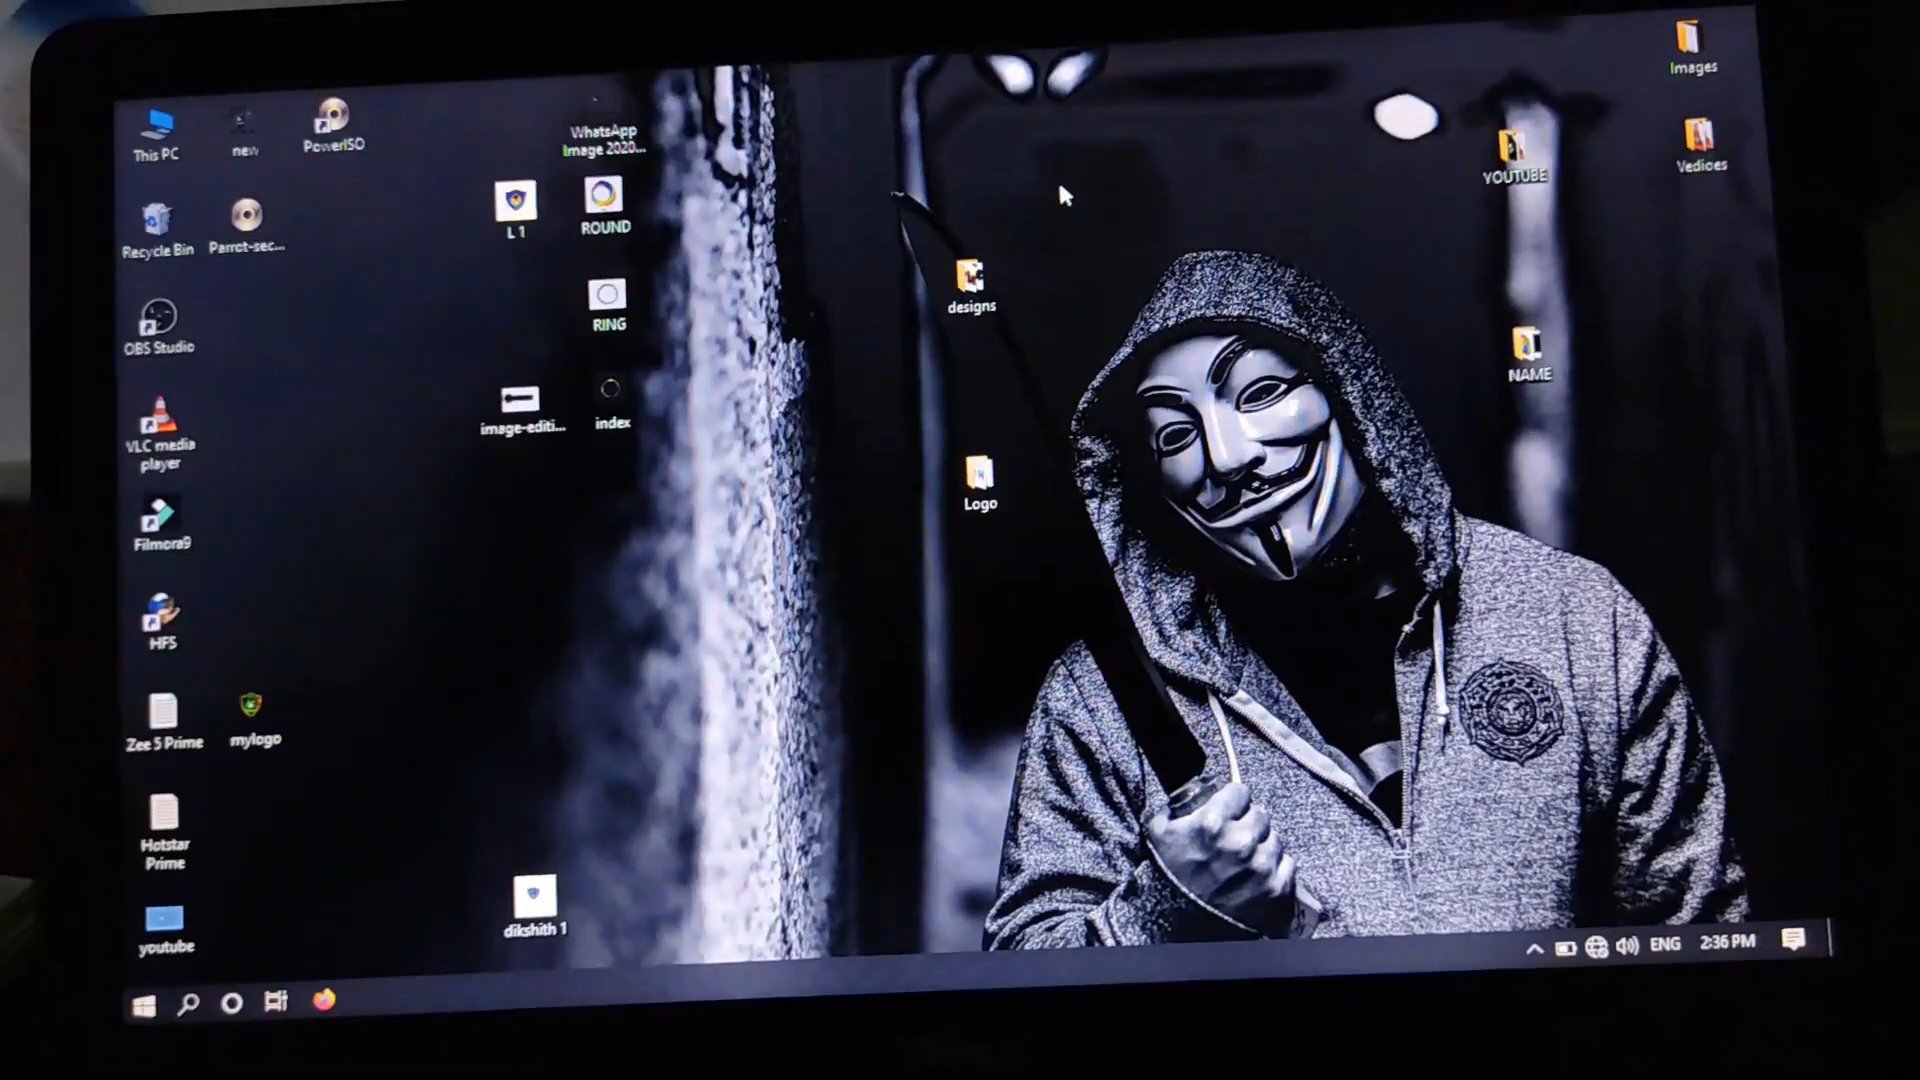 This PC
new
PowerISO
WhatsApp
Image 2020...
Images
Recycle Bin
Parrot-sec...
L 1
ROUND
YOUTUBE
Vedioes
OBS Studio
RING
designs
NAME
VLC media
player
image-editi...
index
Filmora9
Logo
HFS
Zee 5 Prime
mylogo
Hotstar
Prime
youtube
dikshith 1
ENG
2:36 PM